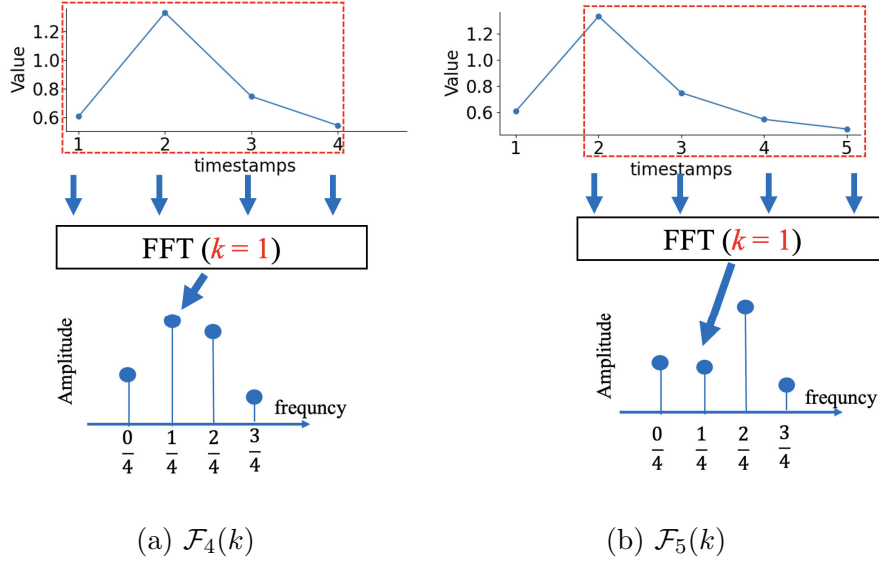 Value
1.2
1.0
0.8
0.6
1 2 3 4
timestamps
FFT (k = 1)
Amplitude
frequncy
0/4 1/4 2/4 3/4
(a) 𝓕₄(k)
Value
1.2
1.0
0.8
0.6
1 2 3 4 5
timestamps
FFT (k = 1)
Amplitude
frequncy
0/4 1/4 2/4 3/4
(b) 𝓕₅(k)